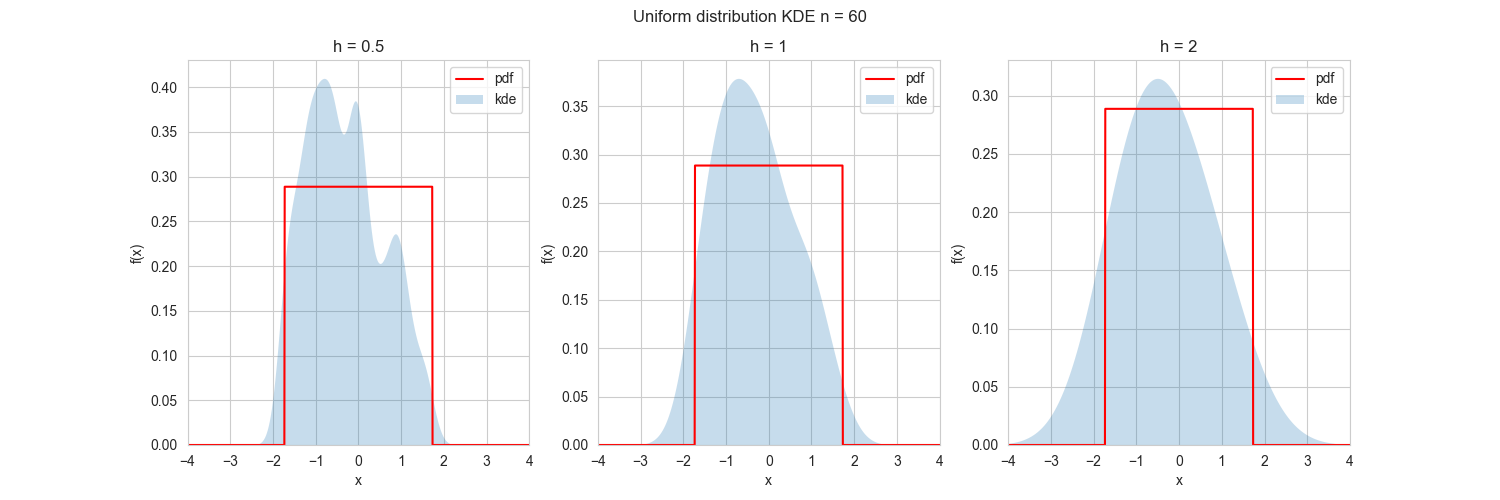 Uniform distribution KDE n = 60
h = 0.5
f(x)
0.40
0.35
0.30
0.25
0.20
0.15
0.10
0.05
0.00
pdf
kde
−4 −3 −2 −1 0 1 2 3 4
x
h = 1
f(x)
0.35
0.30
0.25
0.20
0.15
0.10
0.05
0.00
pdf
kde
−4 −3 −2 −1 0 1 2 3 4
x
h = 2
f(x)
0.30
0.25
0.20
0.15
0.10
0.05
0.00
pdf
kde
−4 −3 −2 −1 0 1 2 3 4
x